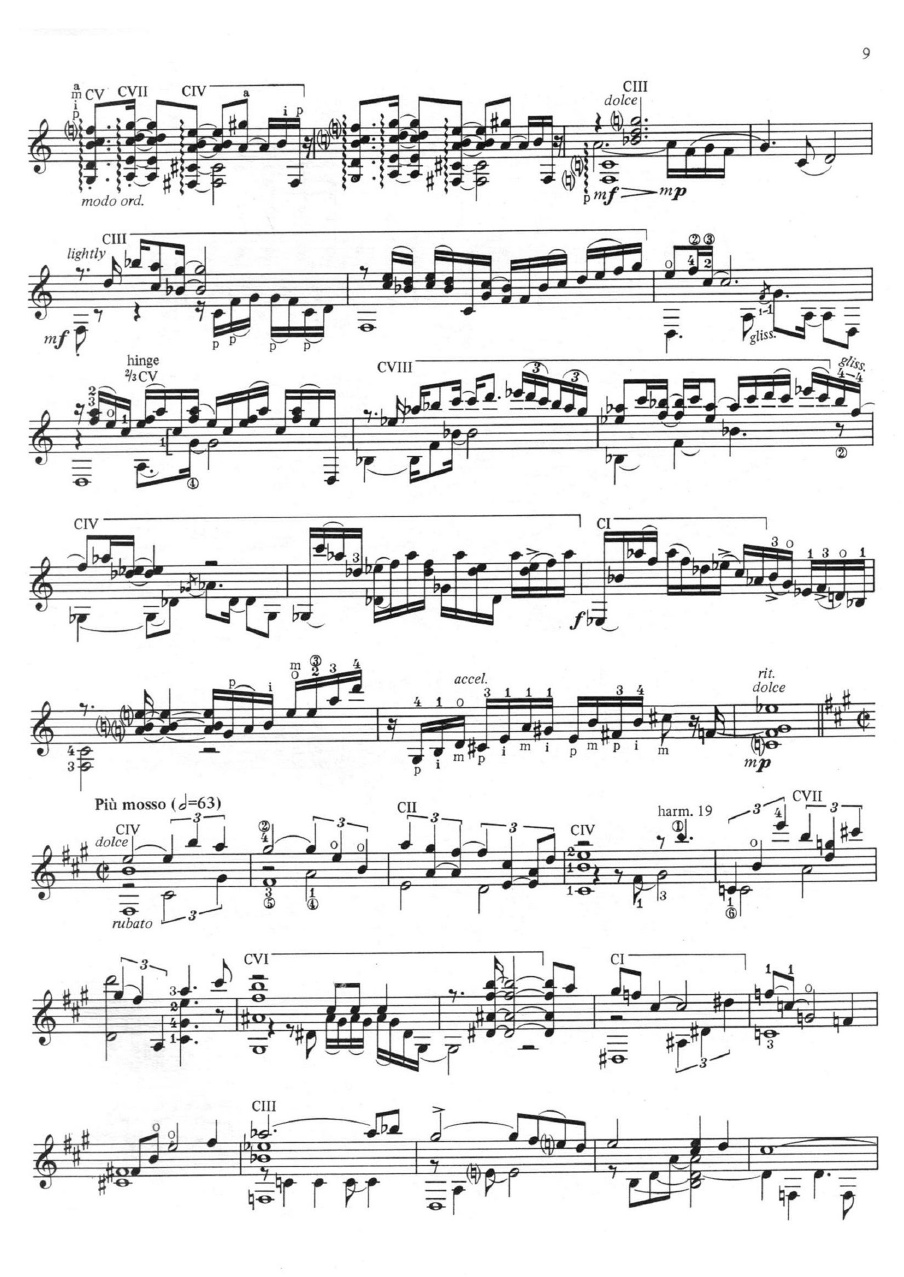 9
a
m CV CVII CIV a CIII
i i p dolce
p
modo ord. p mf mp
lightly CIII ② ③
o 4 2
mf p p p p 1-1
gliss.
hinge
⅔CV CVIII 3 3 gliss.
2 4–4
3 o 1 1
④ ②
CIV CI
3 3 o 1 3 o 1
f
m ③ accel. rit.
p i o 2 3 4 4 1 o 3 1 1 1 3 4 dolce
4
3 p i m p i m i p m p i m mp
Più mosso (𝅗𝅥=63)
CIV ② CII CIV harm. 19 CVII
dolce 3 4 3 o 3 3 2 ① 3 o 4
1 1
rubato 3 3 1 3 1
⑤ ④ ⑥
3 CVI CI 1 1 o
3
2
4
1 3 3
o o CIII